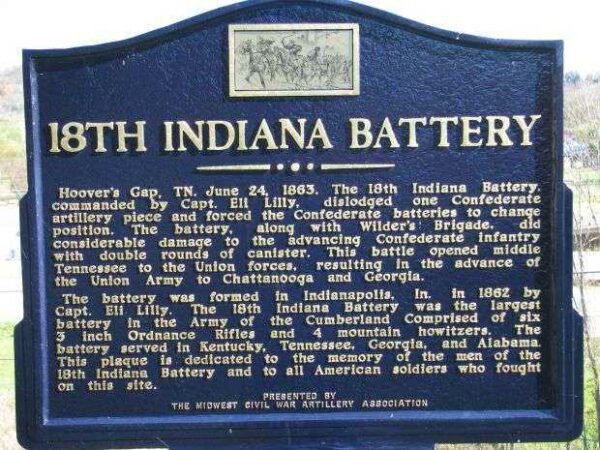 18TH INDIANA BATTERY
Hoover's Gap, TN. June 24, 1863. The 18th Indiana Battery,
commanded by Capt. Eli Lilly, dislodged one Confederate
artillery piece and forced the Confederate batteries to change
position. The battery, along with Wilder's Brigade, did
considerable damage to the advancing Confederate infantry
with double rounds of canister. This battle opened middle
Tennessee to the Union forces, resulting in the advance of
the Union Army to Chattanooga and Georgia.
The battery was formed in Indianapolis, In. in 1862 by
Capt. Eli Lilly. The 18th Indiana Battery was the largest
battery in the Army of the Cumberland Comprised of six
3 inch Ordnance Rifles and 4 mountain howitzers. The
battery served in Kentucky, Tennessee, Georgia, and Alabama.
This plaque is dedicated to the memory of the men of the
18th Indiana Battery and to all American soldiers who fought
on this site.
PRESENTED BY
THE MIDWEST CIVIL WAR ARTILLERY ASSOCIATION